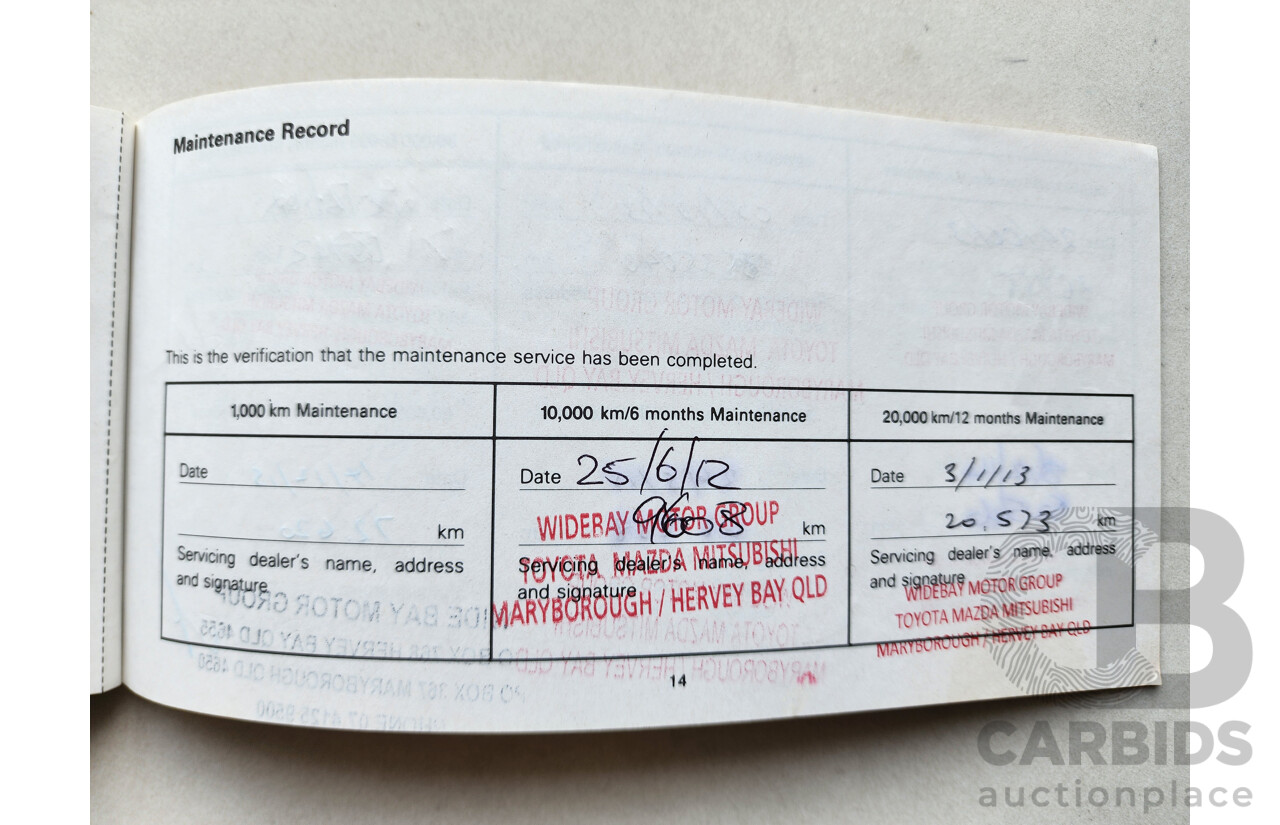 Maintenance Record
This is the verification that the maintenance service has been completed.
1,000 km Maintenance
Date
km
Servicing dealer's name, address
and signature
10,000 km/6 months Maintenance
Date 25/6/12
9608 km
Servicing dealer's name, address
and signature
WIDEBAY MOTOR GROUP
TOYOTA, MAZDA MITSUBISHI
MARYBOROUGH / HERVEY BAY QLD
20,000 km/12 months Maintenance
Date 3/1/13
20,573 km
Servicing dealer's name, address
and signature
WIDEBAY MOTOR GROUP
TOYOTA MAZDA MITSUBISHI
MARYBOROUGH / HERVEY BAY QLD
14
CARBIDS
auctionplace